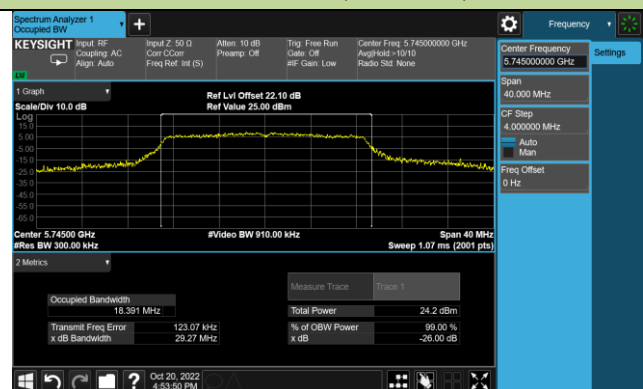 Spectrum Analyzer 1
Occupied BW
Frequency
KEYSIGHT
Input: RF
Coupling: AC
Align: Auto
Input Z: 50 Ω
Corr CCorr
Freq Ref: Int (S)
Atten: 10 dB
Preamp: Off
Trig: Free Run
Gate: Off
#IF Gain: Low
Center Freq: 5.745000000 GHz
Avg|Hold:>10/10
Radio Std: None
Center Frequency
5.745000000 GHz
Settings
Span
40.000 MHz
CF Step
4.000000 MHz
Auto
Man
Freq Offset
0 Hz
1 Graph
Scale/Div 10.0 dB
Ref Lvl Offset 22.10 dB
Ref Value 25.00 dBm
Log
15.0
5.00
-5.00
-15.0
-25.0
-35.0
-45.0
-55.0
-65.0
Center 5.74500 GHz
#Res BW 300.00 kHz
#Video BW 910.00 kHz
Span 40 MHz
Sweep 1.07 ms (2001 pts)
2 Metrics
Measure Trace
Trace 1
Occupied Bandwidth
18.391 MHz
Total Power
24.2 dBm
Transmit Freq Error
123.07 kHz
% of OBW Power
99.00 %
x dB Bandwidth
29.27 MHz
x dB
-26.00 dB
?
Oct 20, 2022
4:53:50 PM